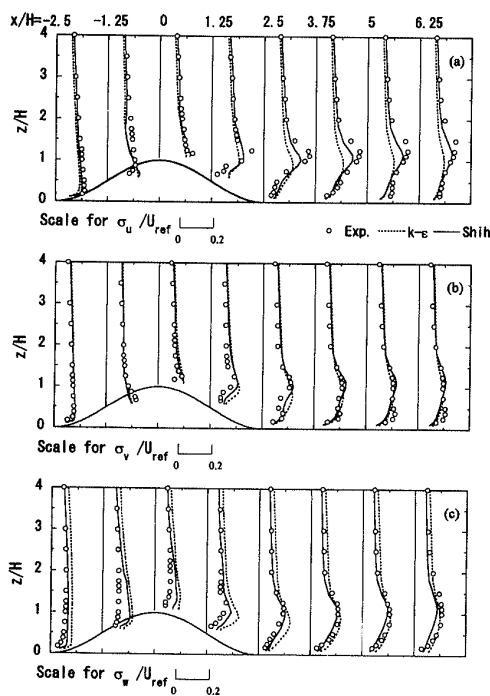 x/H=-2.5 -1.25 0 1.25 2.5 3.75 5 6.25
4
3
2
1
0
z/H
(a)
Scale for σu /Uref
0 0.2
○ Exp. ········ k-ε ——— Shih
4
3
2
1
0
z/H
(b)
Scale for σv /Uref
0 0.2
4
3
2
1
0
z/H
(c)
Scale for σw /Uref
0 0.2